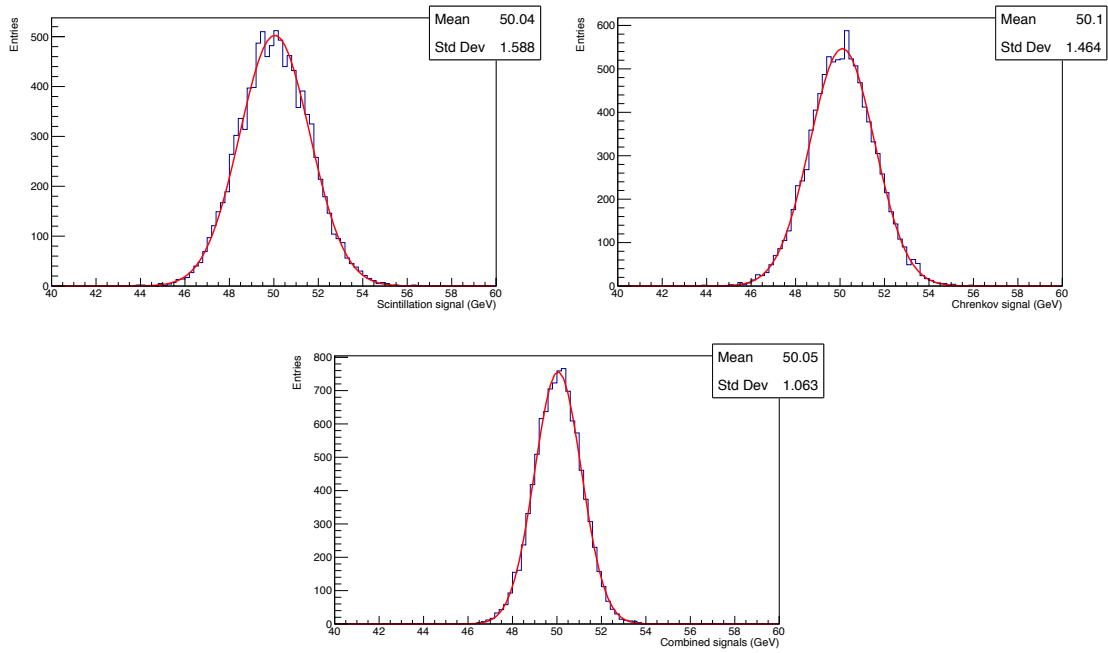 Entries
Mean 50.04
Std Dev 1.588
500
400
300
200
100
0
40 42 44 46 48 50 52 54 56 58 60
Scintillation signal (GeV)
Entries
Mean 50.1
Std Dev 1.464
600
500
400
300
200
100
0
40 42 44 46 48 50 52 54 56 58 60
Chrenkov signal (GeV)
Entries
Mean 50.05
Std Dev 1.063
800
700
600
500
400
300
200
100
0
40 42 44 46 48 50 52 54 56 58 60
Combined signals (GeV)